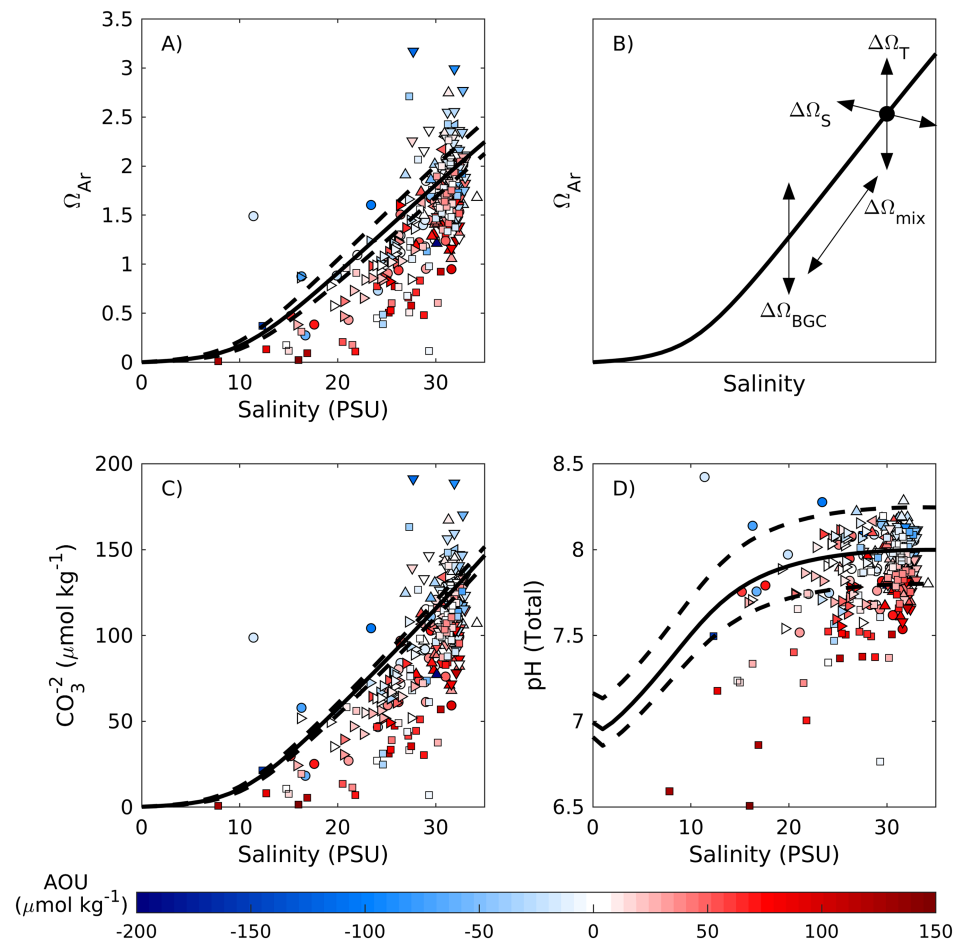 A)
3.5
3
2.5
2
1.5
1
0.5
0
Ω_Ar
0 10 20 30
Salinity (PSU)
B)
Ω_Ar
ΔΩ_T
ΔΩ_S
ΔΩ_mix
ΔΩ_BGC
Salinity
C)
200
150
100
50
0
CO₃⁻² (μmol kg⁻¹)
0 10 20 30
Salinity (PSU)
D)
8.5
8
7.5
7
6.5
pH (Total)
0 10 20 30
Salinity (PSU)
AOU
(μmol kg⁻¹)
-200 -150 -100 -50 0 50 100 150